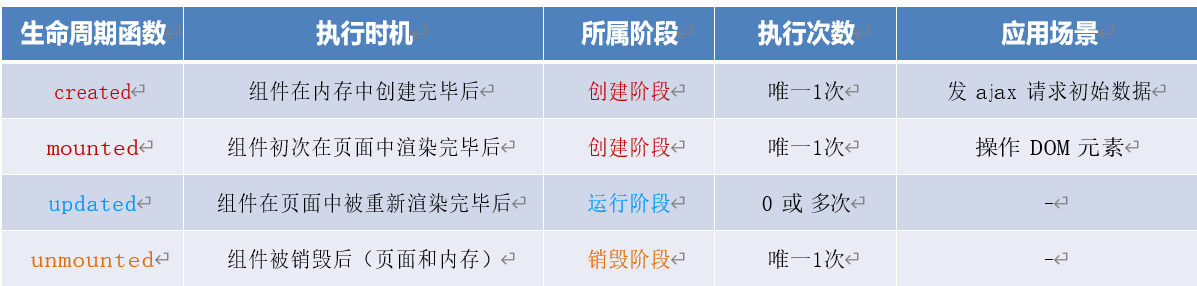 生命周期函数 执行时机 所属阶段 执行次数 应用场景
created 组件在内存中创建完毕后 创建阶段 唯一1次 发 ajax 请求初始数据
mounted 组件初次在页面中渲染完毕后 创建阶段 唯一1次 操作 DOM 元素
updated 组件在页面中被重新渲染完毕后 运行阶段 0 或 多次 -
unmounted 组件被销毁后（页面和内存） 销毁阶段 唯一1次 -